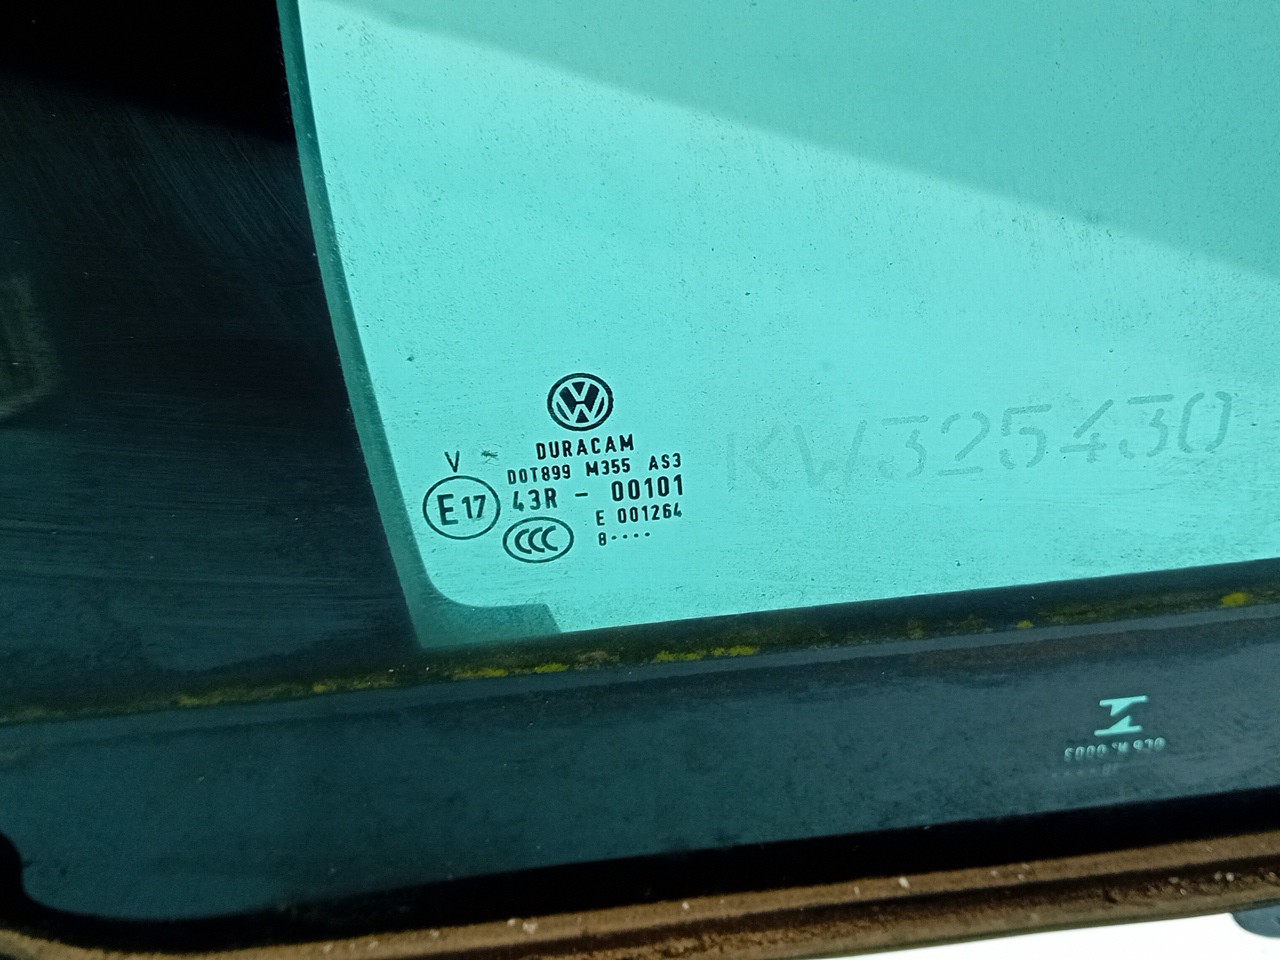 DURACAM
V
DOT899 M355 AS3
E17 43R - 00101
E 001264
CCC
8····
KW325430